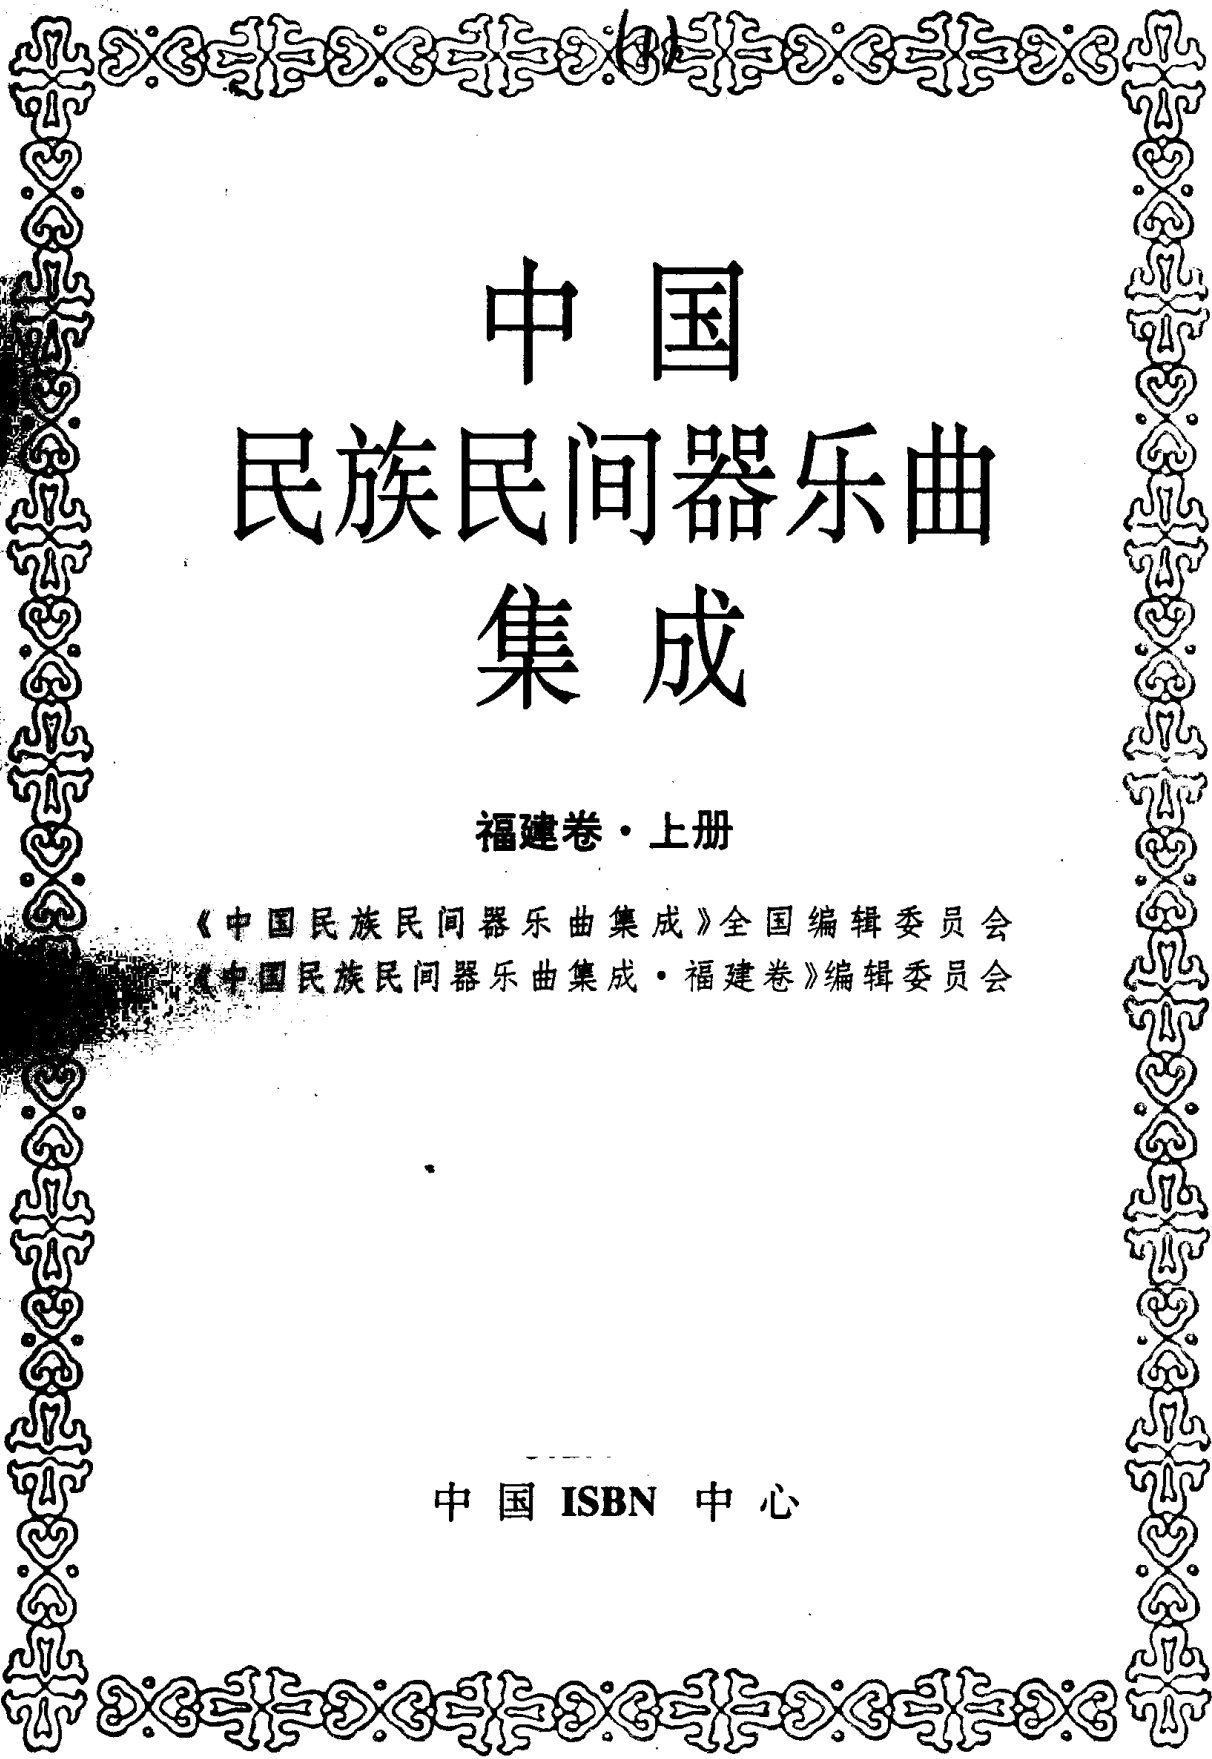 中国
民族民间器乐曲
集成
福建卷·上册
《中国民族民间器乐曲集成》全国编辑委员会
《中国民族民间器乐曲集成·福建卷》编辑委员会
中国 ISBN 中心